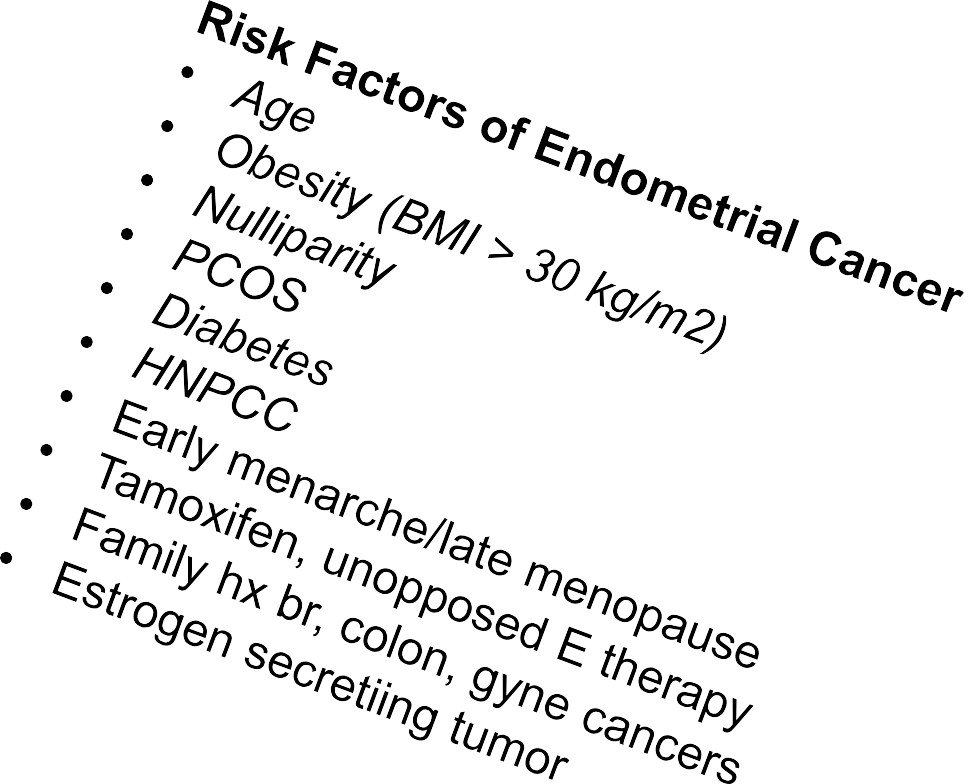 Risk Factors of Endometrial Cancer
• Age
• Obesity (BMI > 30 kg/m2)
• Nulliparity
• PCOS
• Diabetes
• HNPCC
• Early menarche/late menopause
• Tamoxifen, unopposed E therapy
• Family hx br, colon, gyne cancers
• Estrogen secretiing tumor